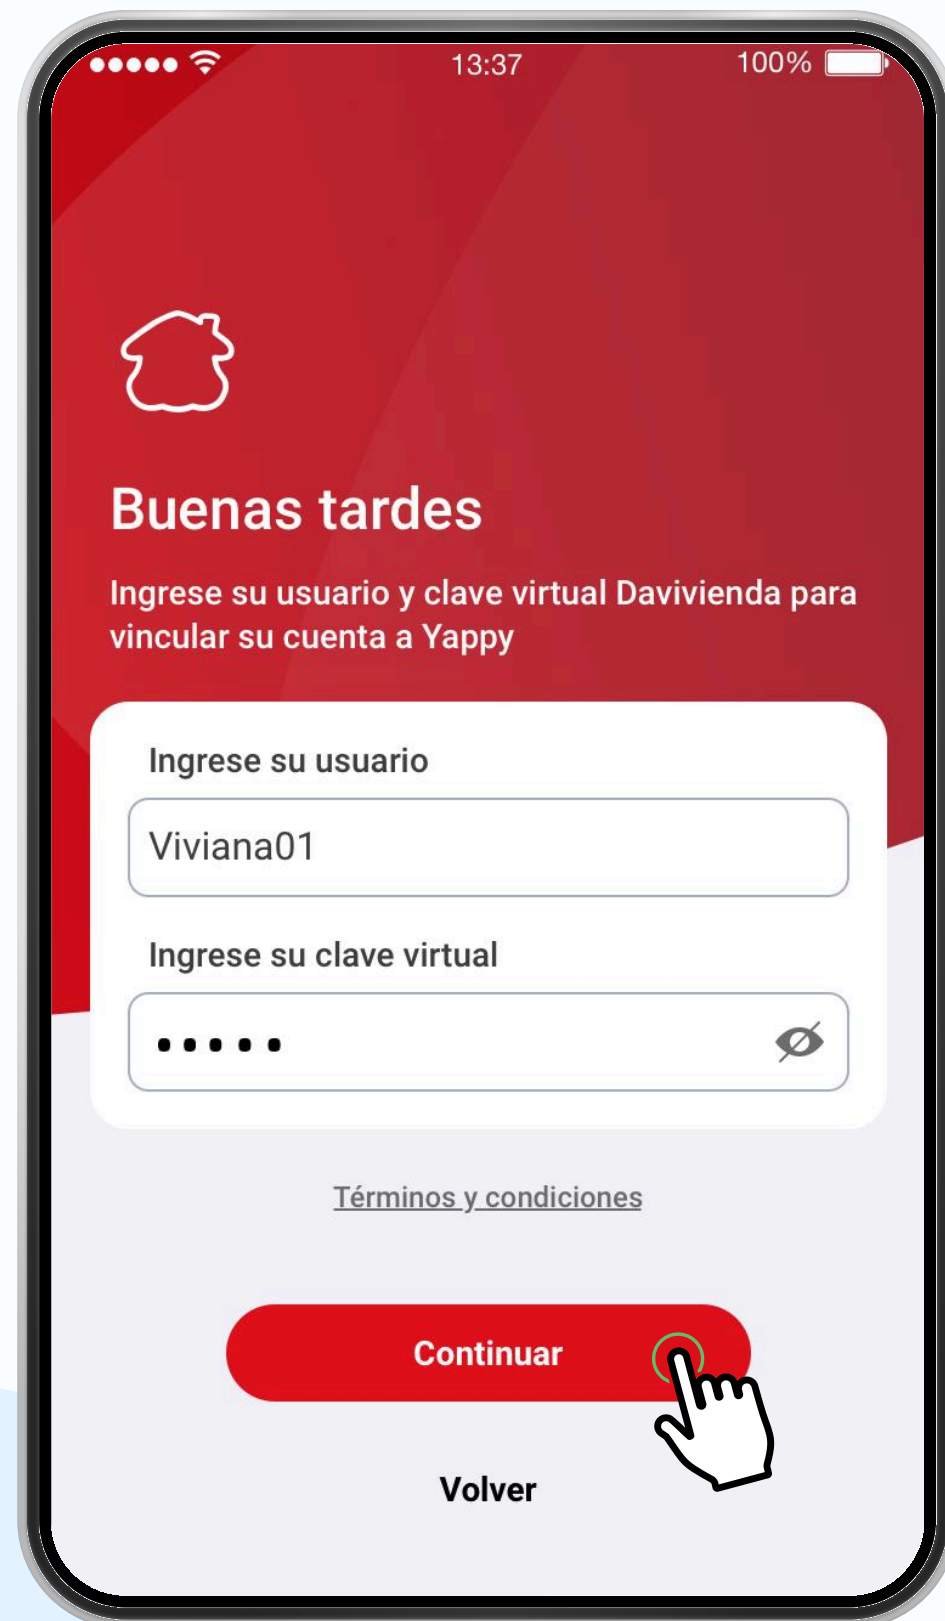 13:37
100%
Buenas tardes
Ingrese su usuario y clave virtual Davivienda para
vincular su cuenta a Yappy
Ingrese su usuario
Viviana01
Ingrese su clave virtual
•••••
Términos y condiciones
Continuar
Volver